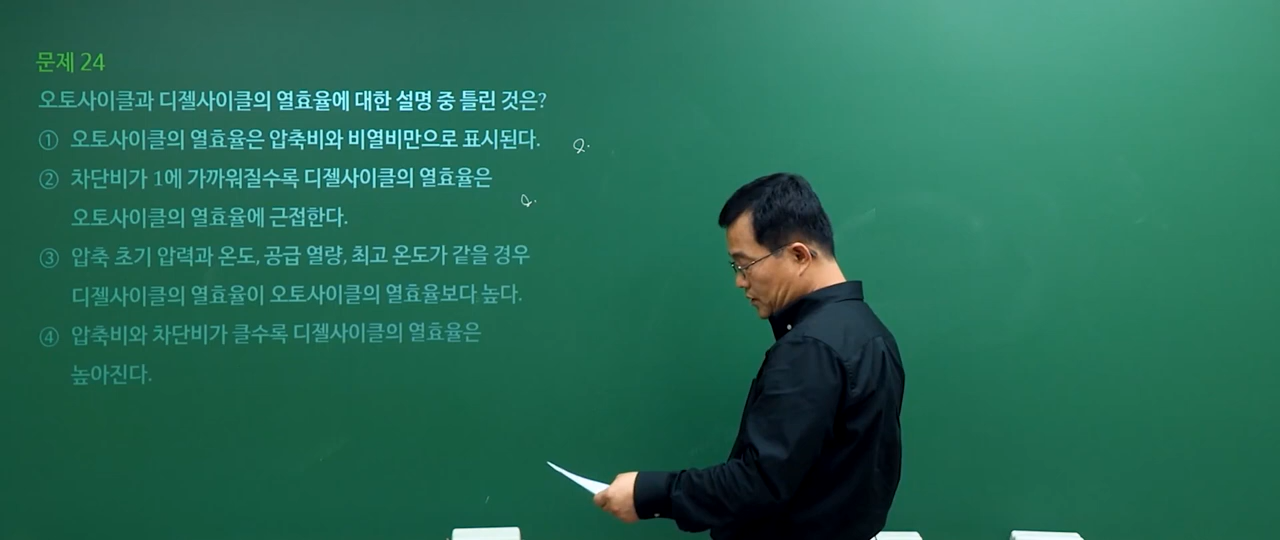 문제 24
오토사이클과 디젤사이클의 열효율에 대한 설명 중 틀린 것은?
① 오토사이클의 열효율은 압축비와 비열비만으로 표시된다.
② 차단비가 1에 가까워질수록 디젤사이클의 열효율은
오토사이클의 열효율에 근접한다.
③ 압축 초기 압력과 온도, 공급 열량, 최고 온도가 같을 경우
디젤사이클의 열효율이 오토사이클의 열효율보다 높다.
④ 압축비와 차단비가 클수록 디젤사이클의 열효율은
높아진다.